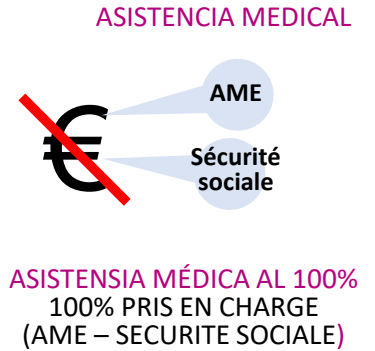 ASISTENCIA MEDICAL
€
AME
Sécurité
sociale
ASISTENSIA MÉDICA AL 100%
100% PRIS EN CHARGE
(AME – SECURITE SOCIALE)